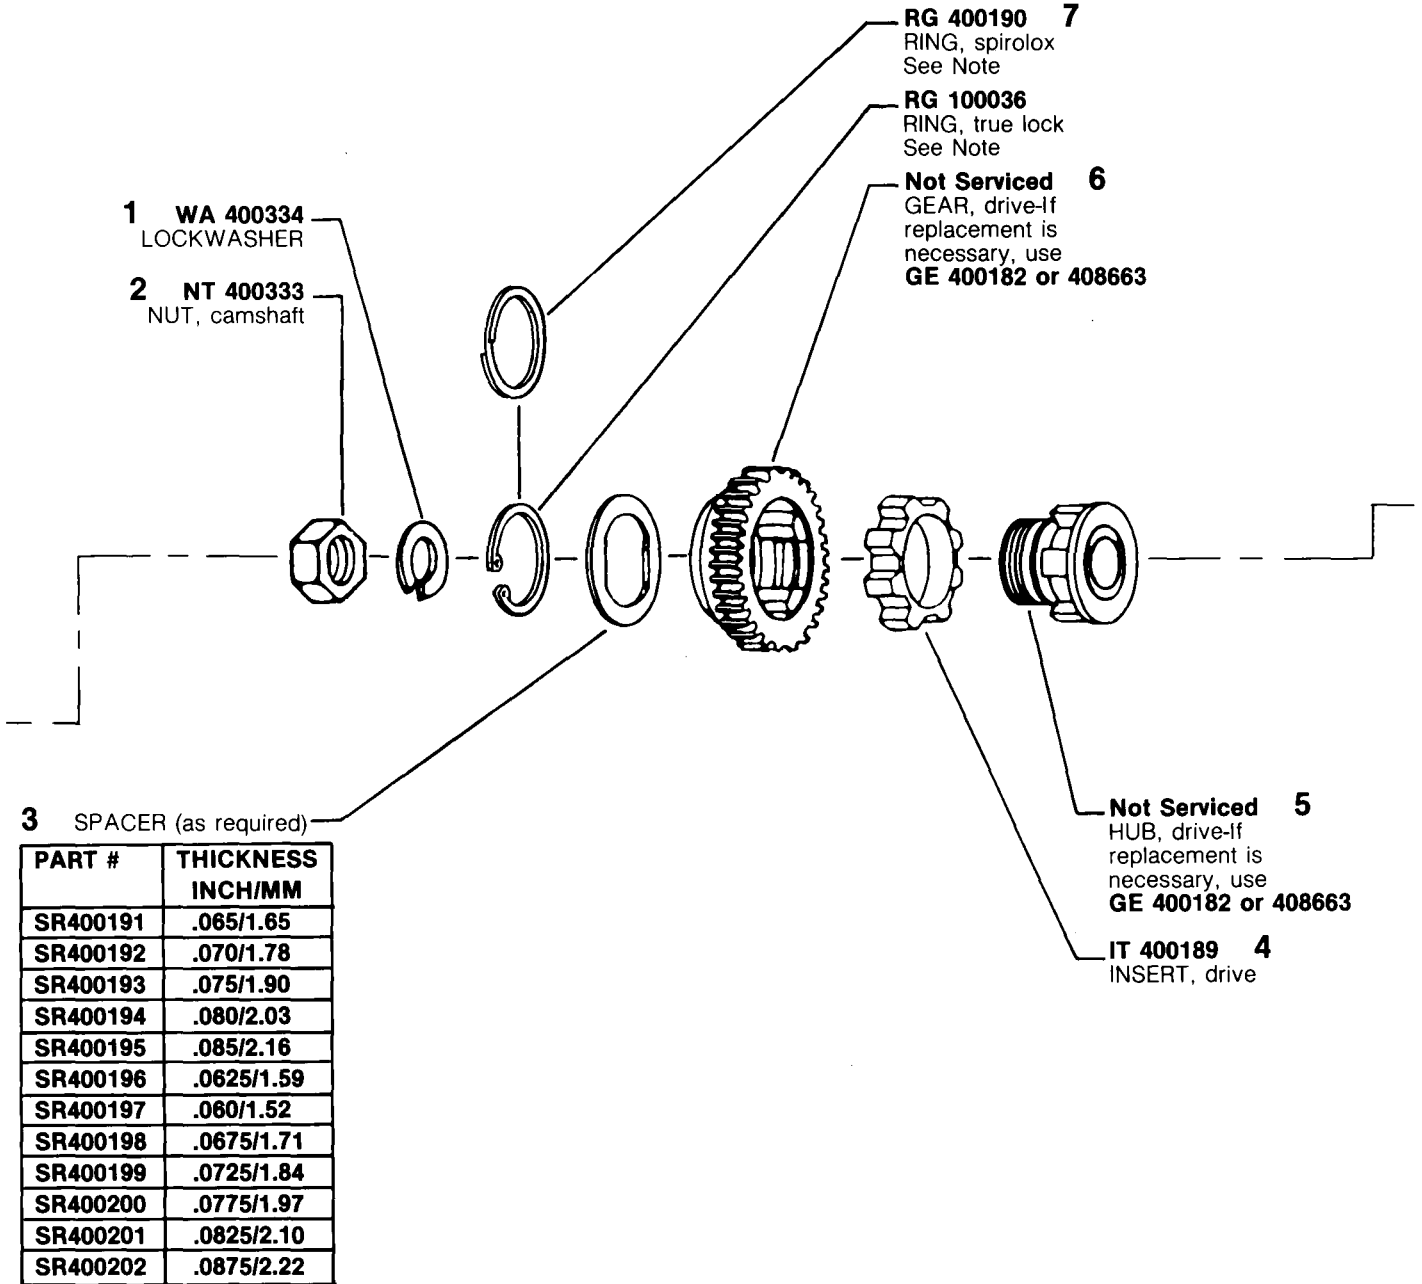 RG 400190 7
RING, spirolox
See Note
RG 100036
RING, true lock
See Note
Not Serviced 6
GEAR, drive-If
replacement is
necessary, use
GE 400182 or 408663
1 WA 400334
LOCKWASHER
2 NT 400333
NUT, camshaft
3 SPACER (as required)
PART # THICKNESS
INCH/MM
SR400191 .065/1.65
SR400192 .070/1.78
SR400193 .075/1.90
SR400194 .080/2.03
SR400195 .085/2.16
SR400196 .0625/1.59
SR400197 .060/1.52
SR400198 .0675/1.71
SR400199 .0725/1.84
SR400200 .0775/1.97
SR400201 .0825/2.10
SR400202 .0875/2.22
Not Serviced 5
HUB, drive-If
replacement is
necessary, use
GE 400182 or 408663
IT 400189 4
INSERT, drive